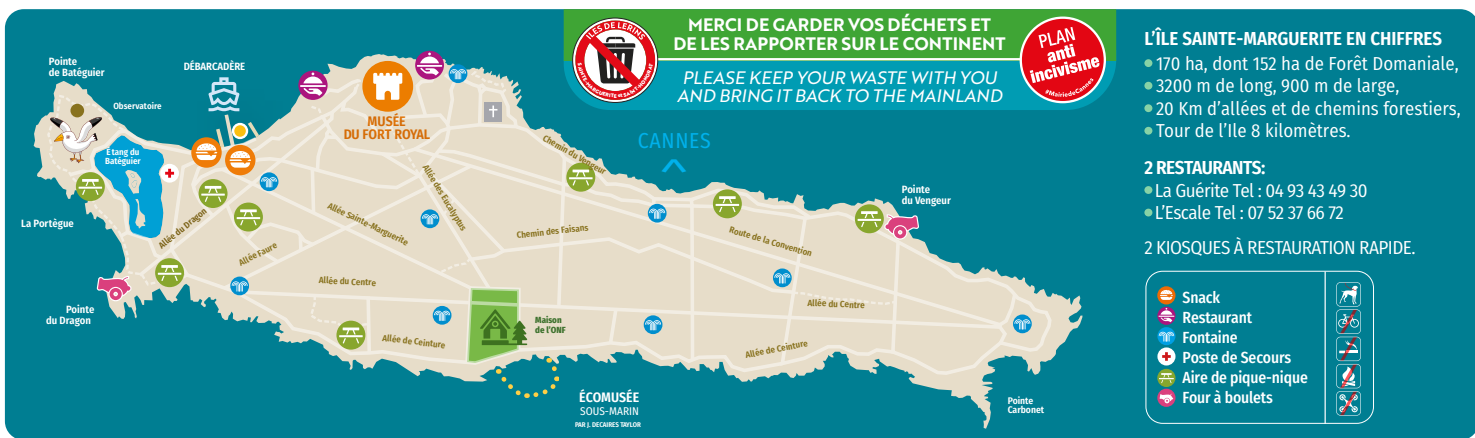 ILES DE LERINS
SAINTE-MARGUERITE ET SAINT-HONORAT
MERCI DE GARDER VOS DÉCHETS ET
DE LES RAPPORTER SUR LE CONTINENT
PLEASE KEEP YOUR WASTE WITH YOU
AND BRING IT BACK TO THE MAINLAND
PLAN
anti
incivisme
#MairiedeCannes
Pointe
de Batéguier
Observatoire
DÉBARCADÈRE
Etang du
Batéguier
MUSÉE
DU FORT ROYAL
CANNES
Chemin du Vengeur
Allée des Eucalyptus
Pointe
du Vengeur
La Portègue
Allée du Dragon
Allée Sainte-Marguerite
Allée Faure
Chemin des Faisans
Route de la Convention
Allée du Centre
Allée du Centre
Pointe
du Dragon
Maison
de l'ONF
Allée de Ceinture
Allée de Ceinture
ÉCOMUSÉE
SOUS-MARIN
PAR J. DECAIRES TAYLOR
Pointe
Carbonet
L'ÎLE SAINTE-MARGUERITE EN CHIFFRES
170 ha, dont 152 ha de Forêt Domaniale,
3200 m de long, 900 m de large,
20 Km d'allées et de chemins forestiers,
Tour de l'Ile 8 kilomètres.
2 RESTAURANTS:
La Guérite Tel : 04 93 43 49 30
L'Escale Tel : 07 52 37 66 72
2 KIOSQUES À RESTAURATION RAPIDE.
Snack
Restaurant
Fontaine
Poste de Secours
Aire de pique-nique
Four à boulets